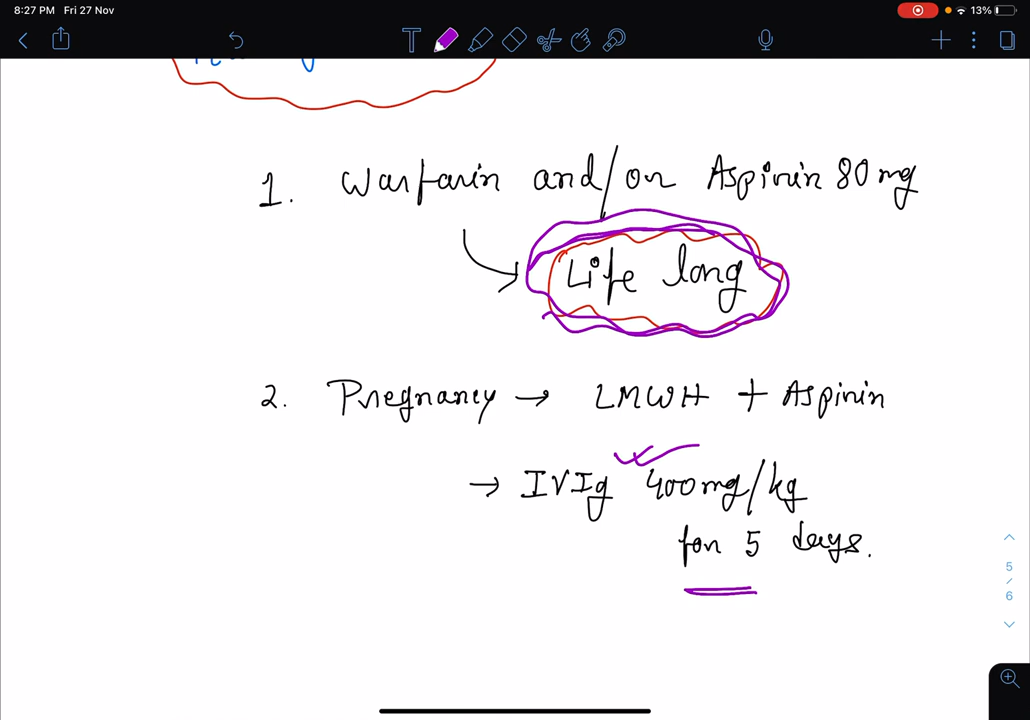 8:27 PM Fri 27 Nov 13%
1. Warfarin and/or Aspirin 80mg
Life long
2. Pregnancy → LMWH + Aspirin
→ IVIg 400mg/kg
for 5 days.
5
/
6